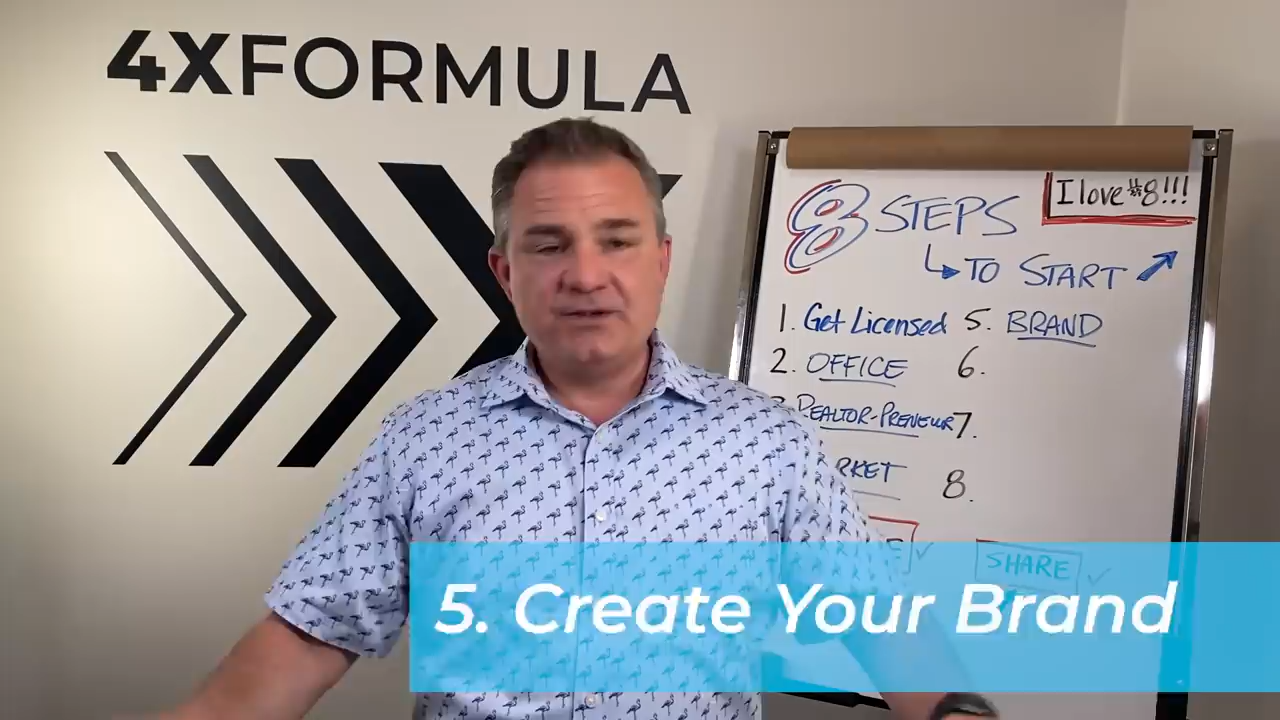 4XFORMULA
I love #8!!!
8 STEPS
TO START
1. Get Licensed
2. OFFICE
REALTOR-PRENEUR
RKET
5. BRAND
6.
7.
8.
SHARE
5. Create Your Brand